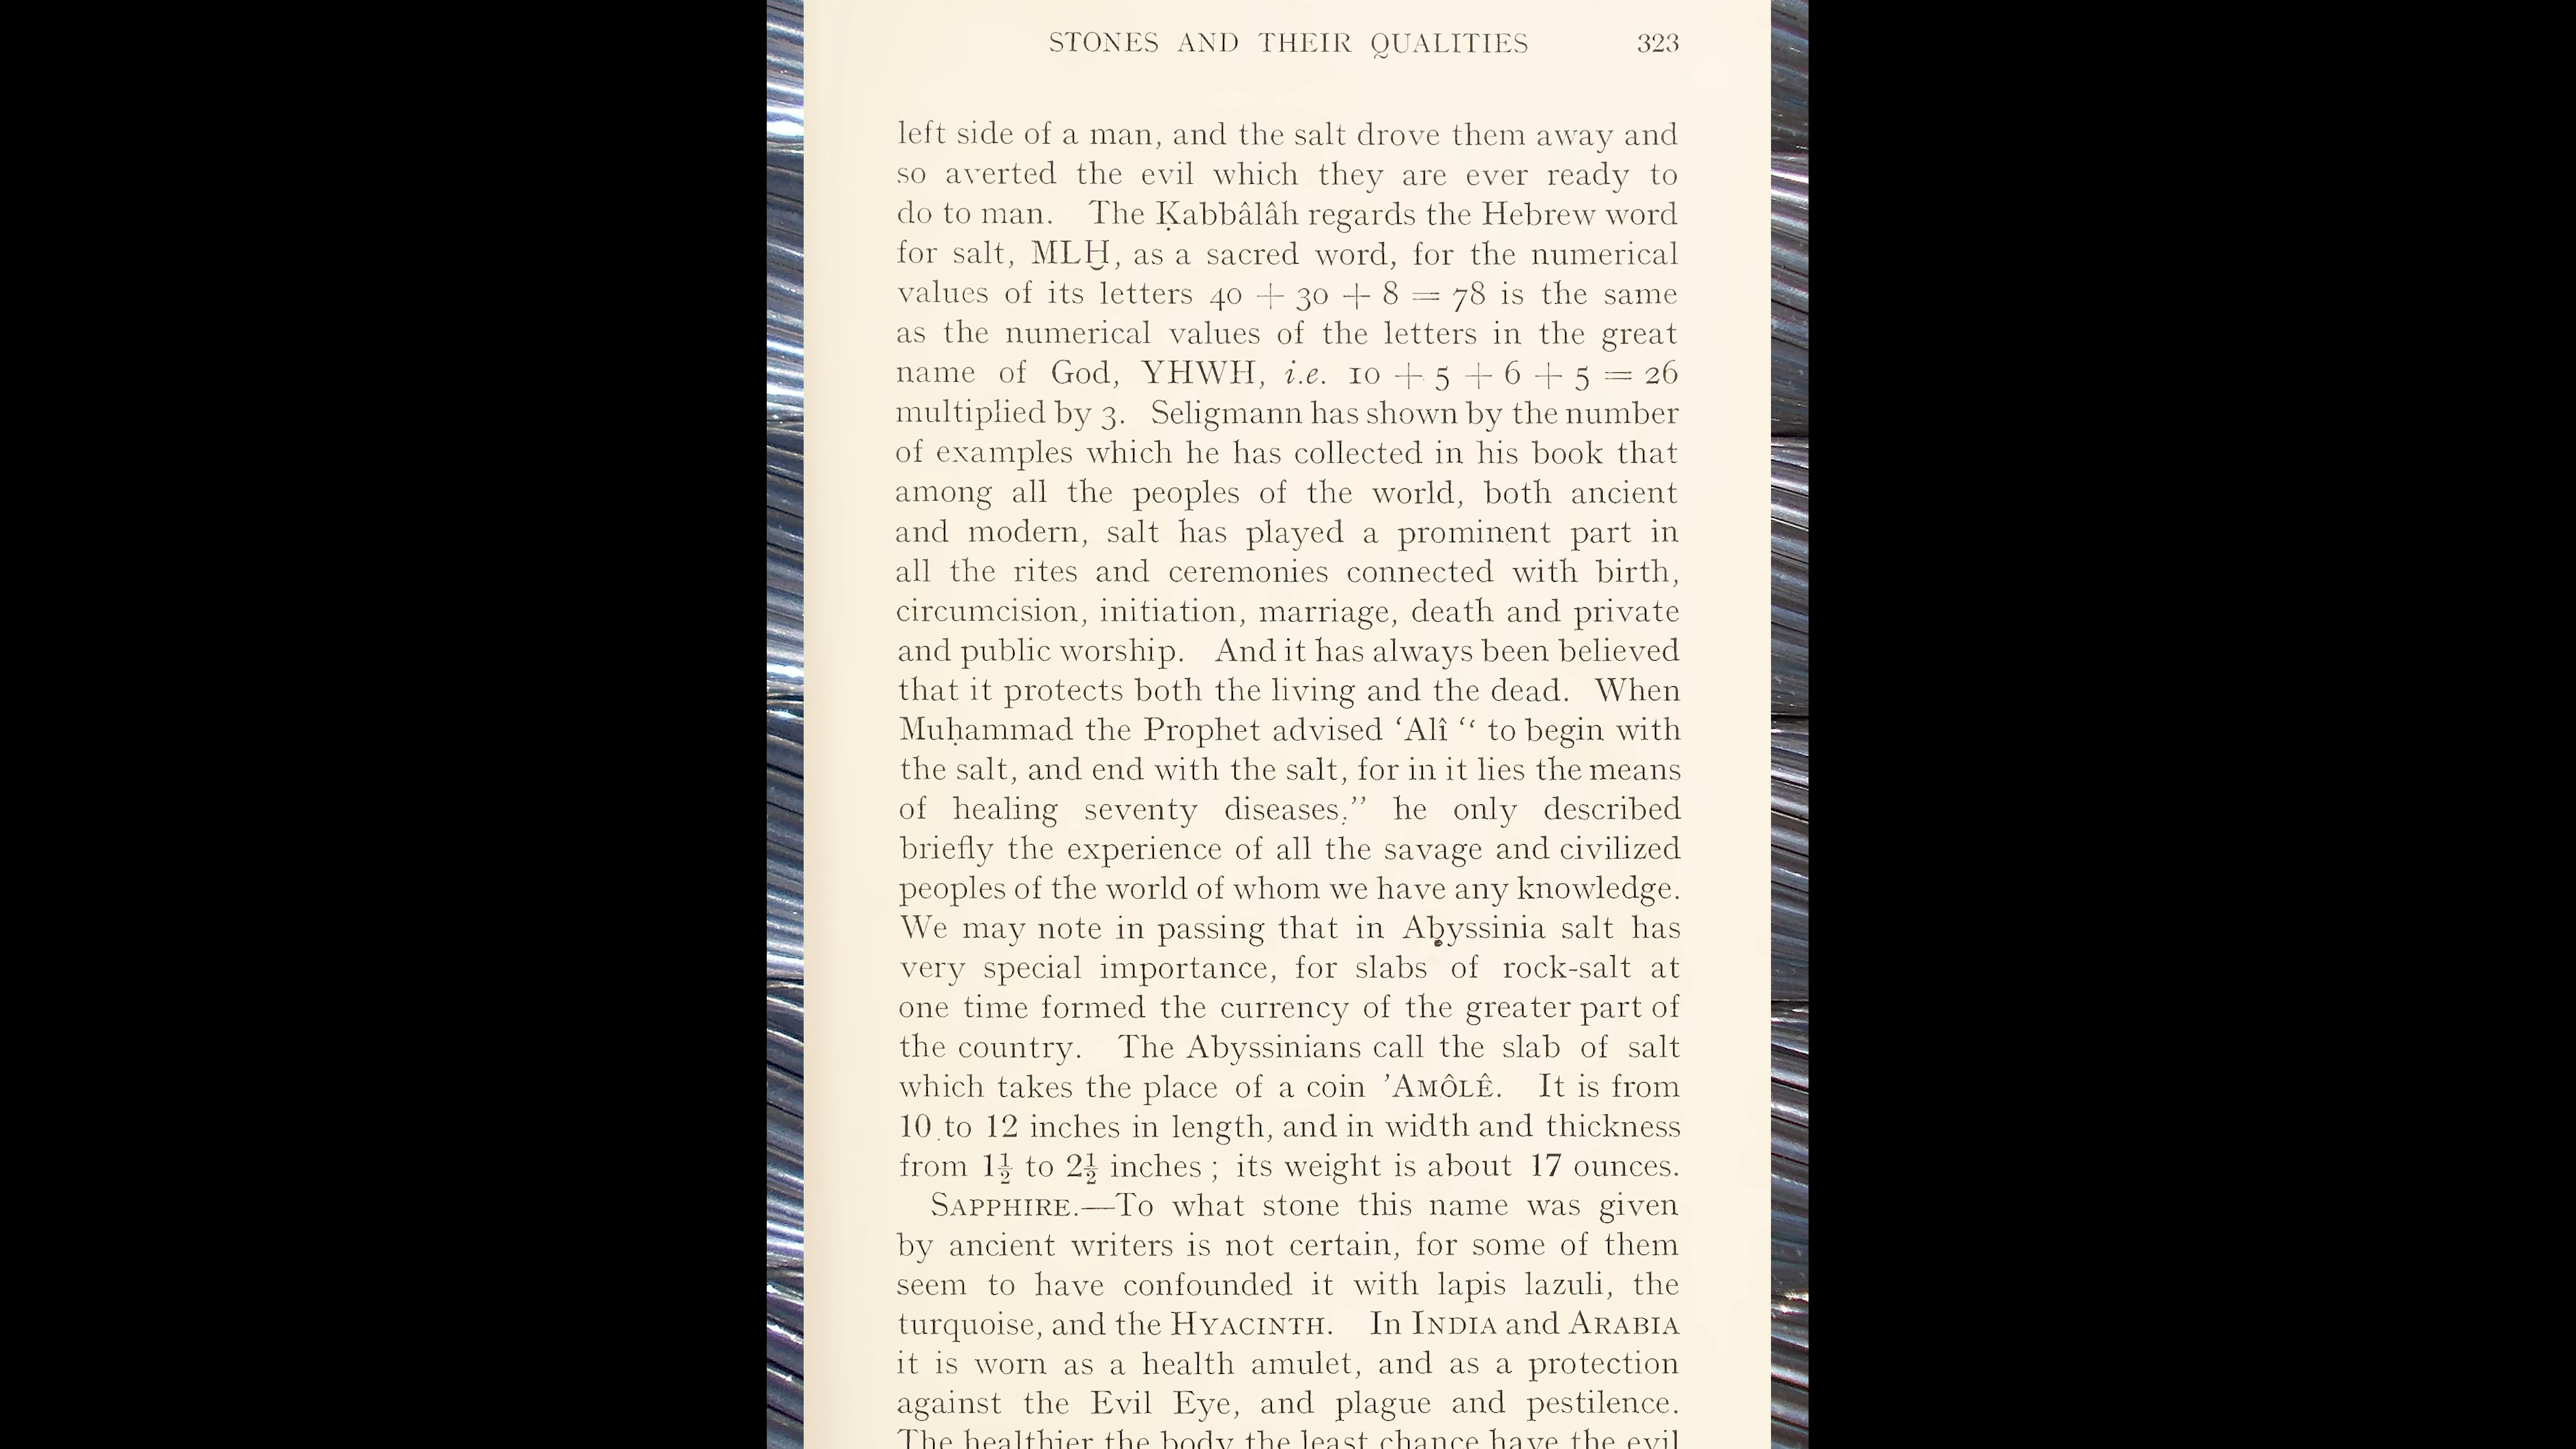 STONES AND THEIR QUALITIES 323
left side of a man, and the salt drove them away and
so averted the evil which they are ever ready to
do to man. The Ḳabbâlâh regards the Hebrew word
for salt, MLḪ, as a sacred word, for the numerical
values of its letters 40 + 30 + 8 = 78 is the same
as the numerical values of the letters in the great
name of God, YHWH, i.e. 10 + 5 + 6 + 5 = 26
multiplied by 3. Seligmann has shown by the number
of examples which he has collected in his book that
among all the peoples of the world, both ancient
and modern, salt has played a prominent part in
all the rites and ceremonies connected with birth,
circumcision, initiation, marriage, death and private
and public worship. And it has always been believed
that it protects both the living and the dead. When
Muḥammad the Prophet advised ‘Alî “ to begin with
the salt, and end with the salt, for in it lies the means
of healing seventy diseases.” he only described
briefly the experience of all the savage and civilized
peoples of the world of whom we have any knowledge.
We may note in passing that in Abyssinia salt has
very special importance, for slabs of rock-salt at
one time formed the currency of the greater part of
the country. The Abyssinians call the slab of salt
which takes the place of a coin ’AMÔLÊ. It is from
10 to 12 inches in length, and in width and thickness
from 1½ to 2½ inches ; its weight is about 17 ounces.
SAPPHIRE.—To what stone this name was given
by ancient writers is not certain, for some of them
seem to have confounded it with lapis lazuli, the
turquoise, and the HYACINTH. In INDIA and ARABIA
it is worn as a health amulet, and as a protection
against the Evil Eye, and plague and pestilence.
The healthier the body the least chance have the evil